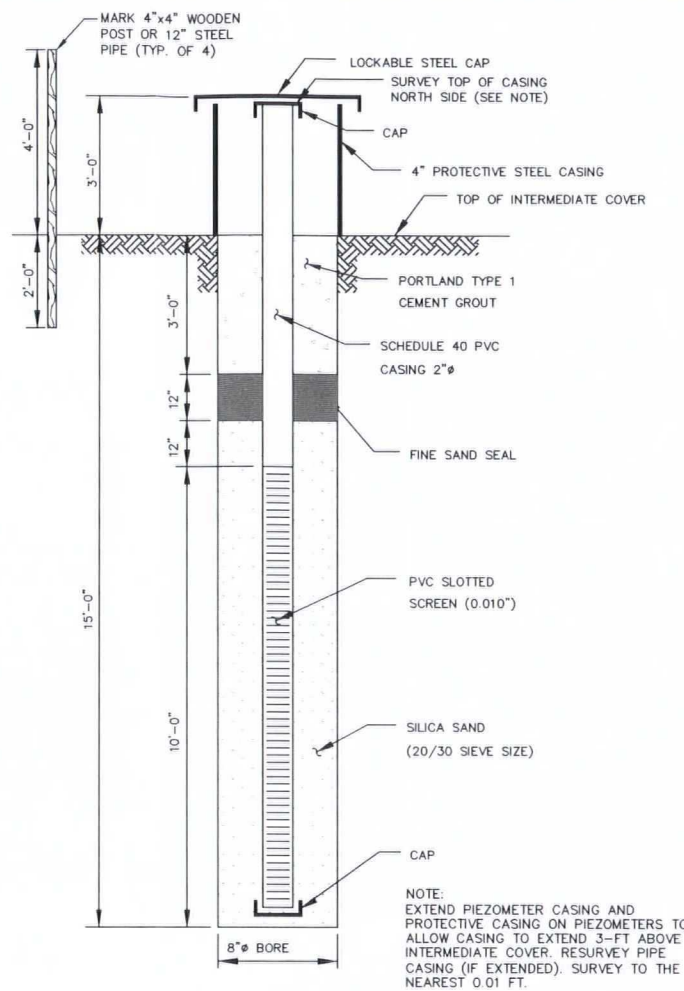 MARK 4"x4" WOODEN
POST OR 12" STEEL
PIPE (TYP. OF 4)
LOCKABLE STEEL CAP
SURVEY TOP OF CASING
NORTH SIDE (SEE NOTE)
CAP
4" PROTECTIVE STEEL CASING
TOP OF INTERMEDIATE COVER
4'-0"
3'-0"
2'-0"
PORTLAND TYPE 1
CEMENT GROUT
3'-0"
SCHEDULE 40 PVC
CASING 2"ø
12"
12"
FINE SAND SEAL
PVC SLOTTED
SCREEN (0.010")
15'-0"
10'-0"
SILICA SAND
(20/30 SIEVE SIZE)
CAP
8"ø BORE
NOTE:
EXTEND PIEZOMETER CASING AND
PROTECTIVE CASING ON PIEZOMETERS TO
ALLOW CASING TO EXTEND 3-FT ABOVE
INTERMEDIATE COVER. RESURVEY PIPE
CASING (IF EXTENDED). SURVEY TO THE
NEAREST 0.01 FT.